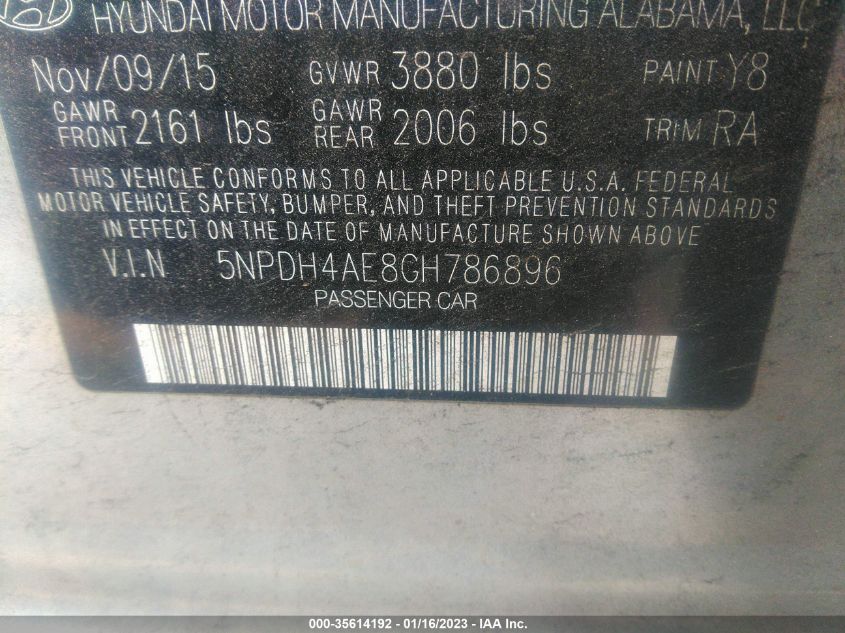 HYUNDAI MOTOR MANUFACTURING ALABAMA, LLC
Nov/09/15 GVWR 3880 lbs PAINT Y8
GAWR FRONT 2161 lbs GAWR REAR 2006 lbs TRIM RA
THIS VEHICLE CONFORMS TO ALL APPLICABLE U.S.A. FEDERAL
MOTOR VEHICLE SAFETY, BUMPER, AND THEFT PREVENTION STANDARDS
IN EFFECT ON THE DATE OF MANUFACTURE SHOWN ABOVE
V.I.N 5NPDH4AE8GH786896
PASSENGER CAR
000-35614192 - 01/16/2023 - IAA Inc.